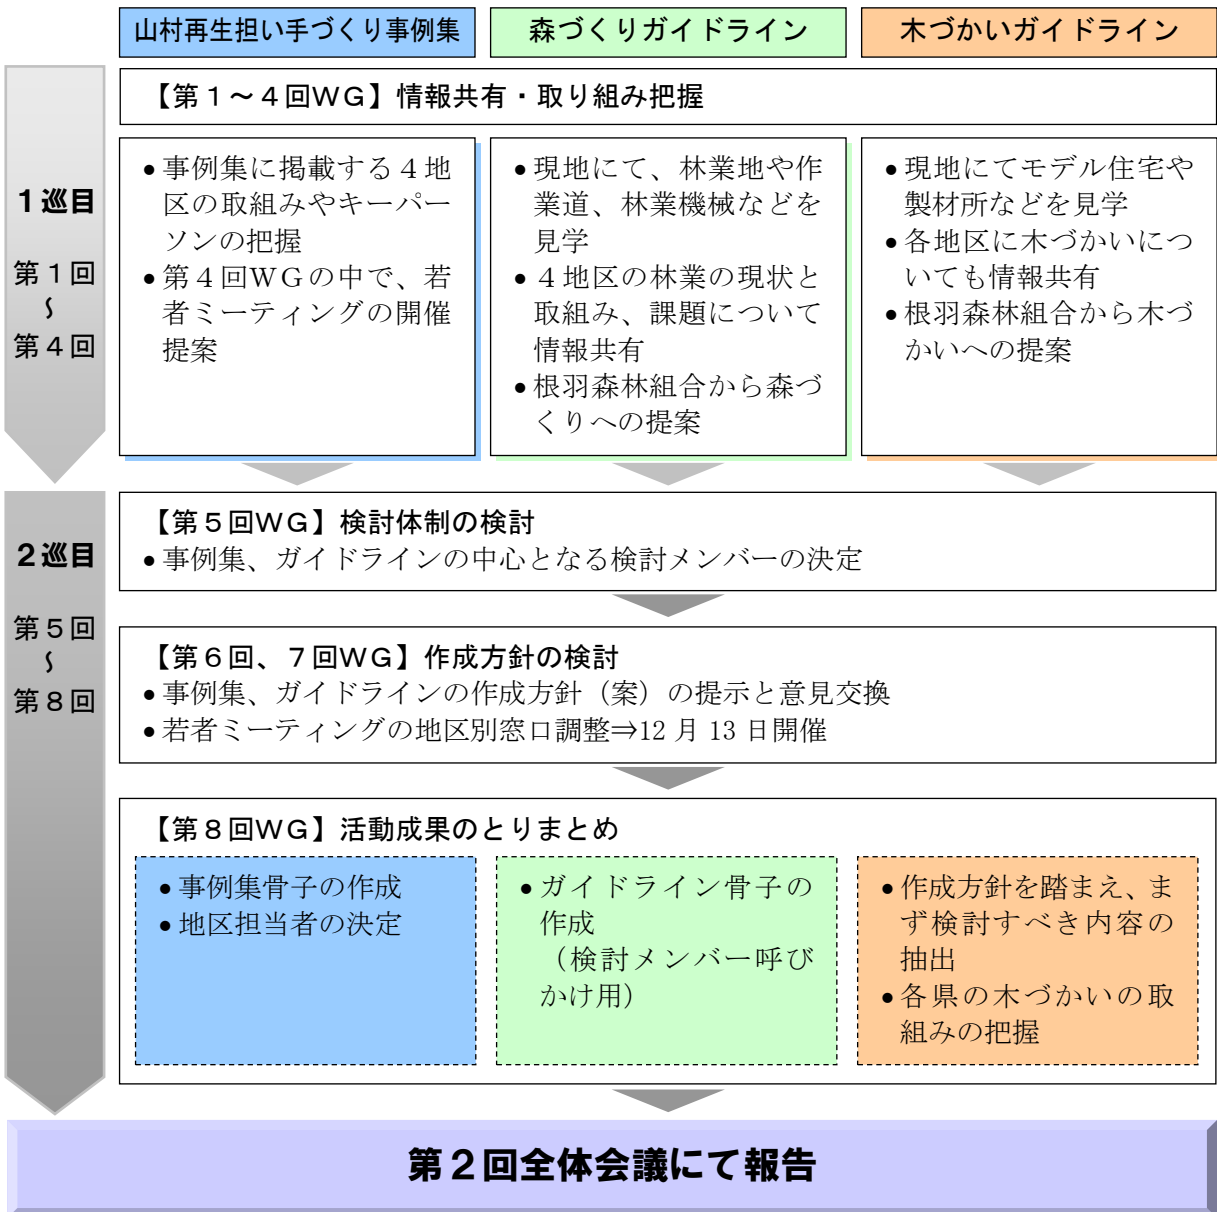 山村再生担い手づくり事例集
森づくりガイドライン
木づかいガイドライン
1巡目
第1回
〜
第4回
【第1～4回WG】情報共有・取り組み把握
●事例集に掲載する4地
区の取組みやキーパー
ソンの把握
●第4回WGの中で、若
者ミーティングの開催
提案
●現地にて、林業地や作
業道、林業機械などを
見学
●4地区の林業の現状と
取組み、課題について
情報共有
●根羽森林組合から森づ
くりへの提案
●現地にてモデル住宅や
製材所などを見学
●各地区に木づかいにつ
いても情報共有
●根羽森林組合から木づ
かいへの提案
2巡目
第5回
〜
第8回
【第5回WG】検討体制の検討
●事例集、ガイドラインの中心となる検討メンバーの決定
【第6回、7回WG】作成方針の検討
●事例集、ガイドラインの作成方針（案）の提示と意見交換
●若者ミーティングの地区別窓口調整⇒12月13日開催
【第8回WG】活動成果のとりまとめ
●事例集骨子の作成
●地区担当者の決定
●ガイドライン骨子の
作成
（検討メンバー呼び
かけ用）
●作成方針を踏まえ、ま
ず検討すべき内容の
抽出
●各県の木づかいの取
組みの把握
第2回全体会議にて報告